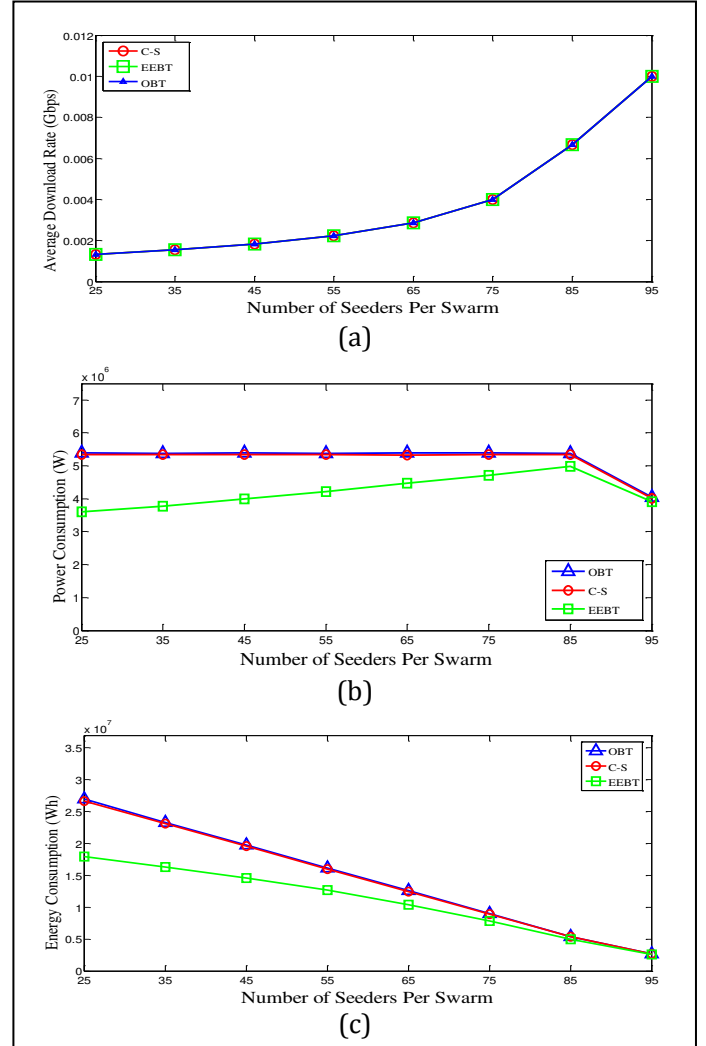 0.012
0.01
0.008
0.006
0.004
0.002
0
Average Download Rate (Gbps)
C-S
EEBT
OBT
25 35 45 55 65 75 85 95
Number of Seeders Per Swarm
(a)
x 10^6
7
6
5
4
3
2
1
0
Power Consumption (W)
OBT
C-S
EEBT
25 35 45 55 65 75 85 95
Number of Seeders Per Swarm
(b)
x 10^7
3.5
3
2.5
2
1.5
1
0.5
0
Energy Consumption (Wh)
OBT
C-S
EEBT
25 35 45 55 65 75 85 95
Number of Seeders Per Swarm
(c)